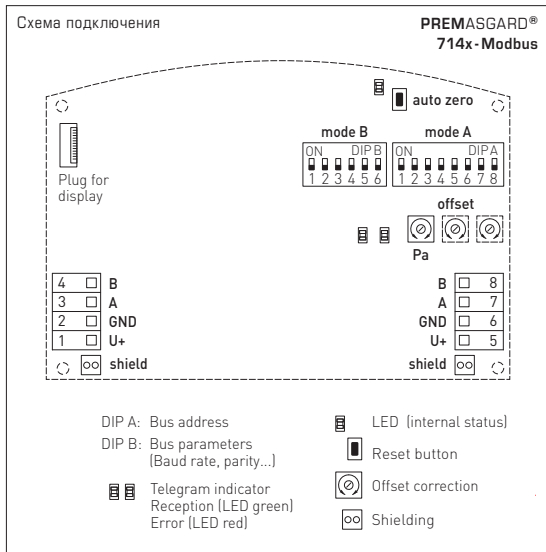 Схема подключения
PREMASGARD®
714x - Modbus
auto zero
mode B
mode A
ON DIP B
1 2 3 4 5 6
ON DIP A
1 2 3 4 5 6 7 8
Plug for
display
offset
Pa
4 B
3 A
2 GND
1 U+
shield
B 8
A 7
GND 6
U+ 5
shield
DIP A: Bus address
DIP B: Bus parameters
(Baud rate, parity...)
Telegram indicator
Reception (LED green)
Error (LED red)
LED (internal status)
Reset button
Offset correction
Shielding